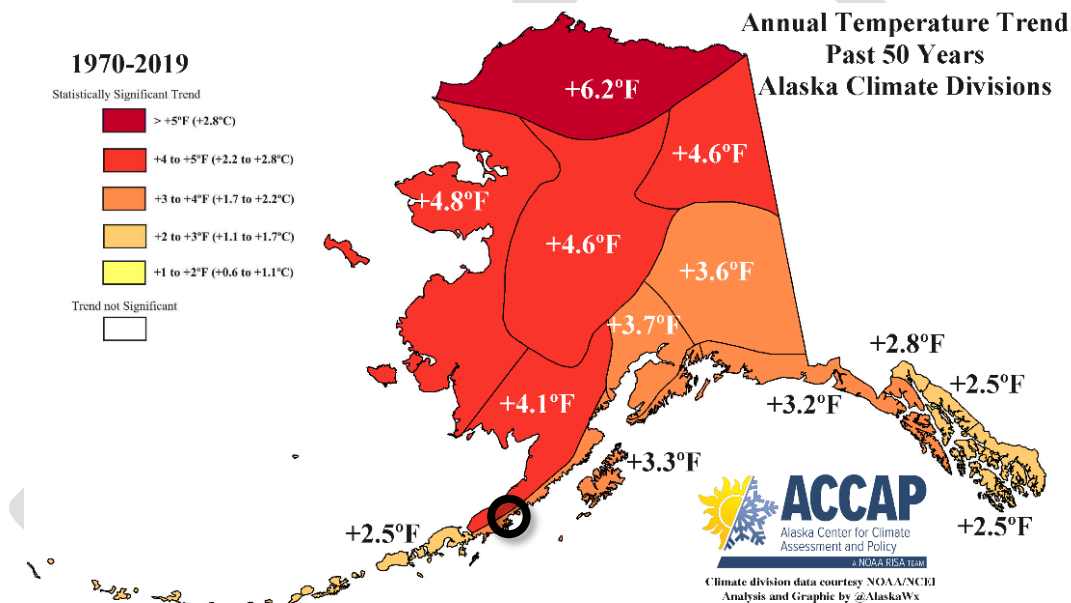 Annual Temperature Trend
Past 50 Years
Alaska Climate Divisions
1970-2019
Statistically Significant Trend
> +5ºF (+2.8ºC)
+4 to +5ºF (+2.2 to +2.8ºC)
+3 to +4ºF (+1.7 to +2.2ºC)
+2 to +3ºF (+1.1 to +1.7ºC)
+1 to +2ºF (+0.6 to +1.1ºC)
Trend not Significant
+6.2ºF
+4.6ºF
+4.8ºF
+4.6ºF
+3.6ºF
+3.7ºF
+2.8ºF
+2.5ºF
+4.1ºF
+3.2ºF
+3.3ºF
+2.5ºF
+2.5ºF
ACCAP
Alaska Center for Climate
Assessment and Policy
A NOAA RISA TEAM
Climate division data courtesy NOAA/NCEI
Analysis and Graphic by @AlaskaWx